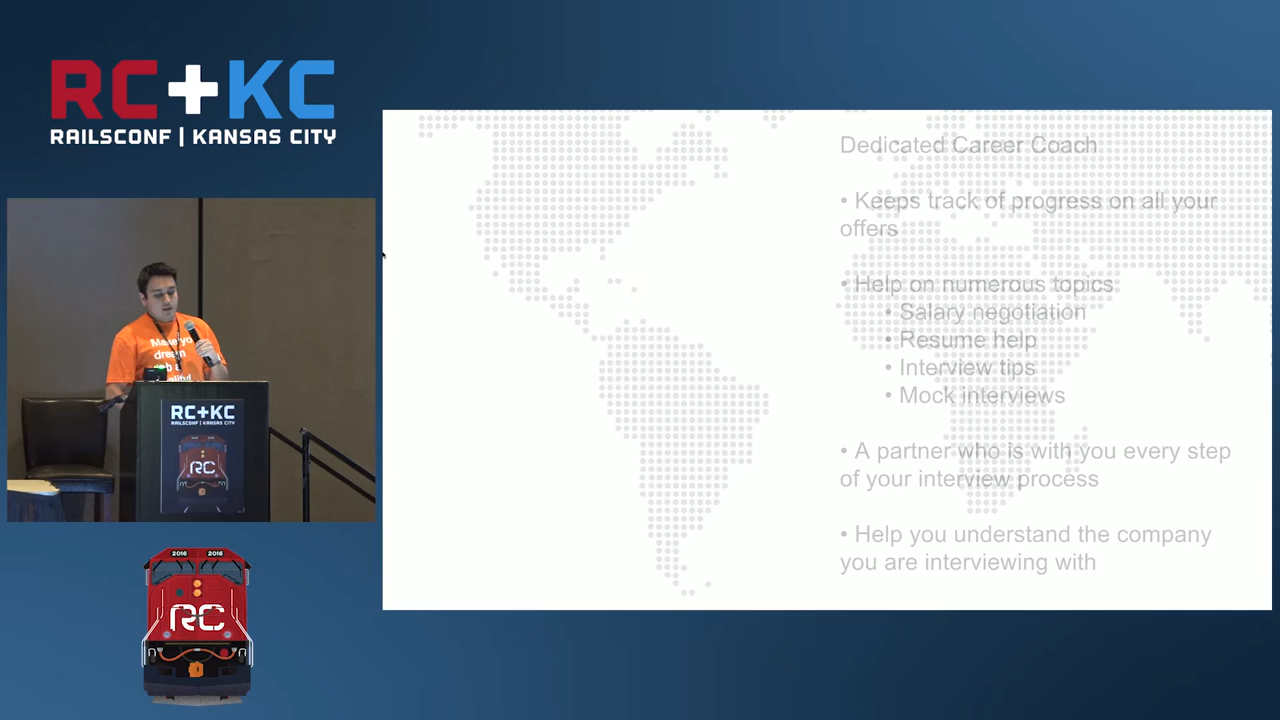 RC+KC
RAILSCONF | KANSAS CITY
Dedicated Career Coach
• Keeps track of progress on all your
offers
• Help on numerous topics
• Salary negotiation
• Resume help
• Interview tips
• Mock interviews
• A partner who is with you every step
of your interview process
• Help you understand the company
you are interviewing with
dream
RC+KC
RAILSCONF | KANSAS CITY
RC
2016 2016
RC